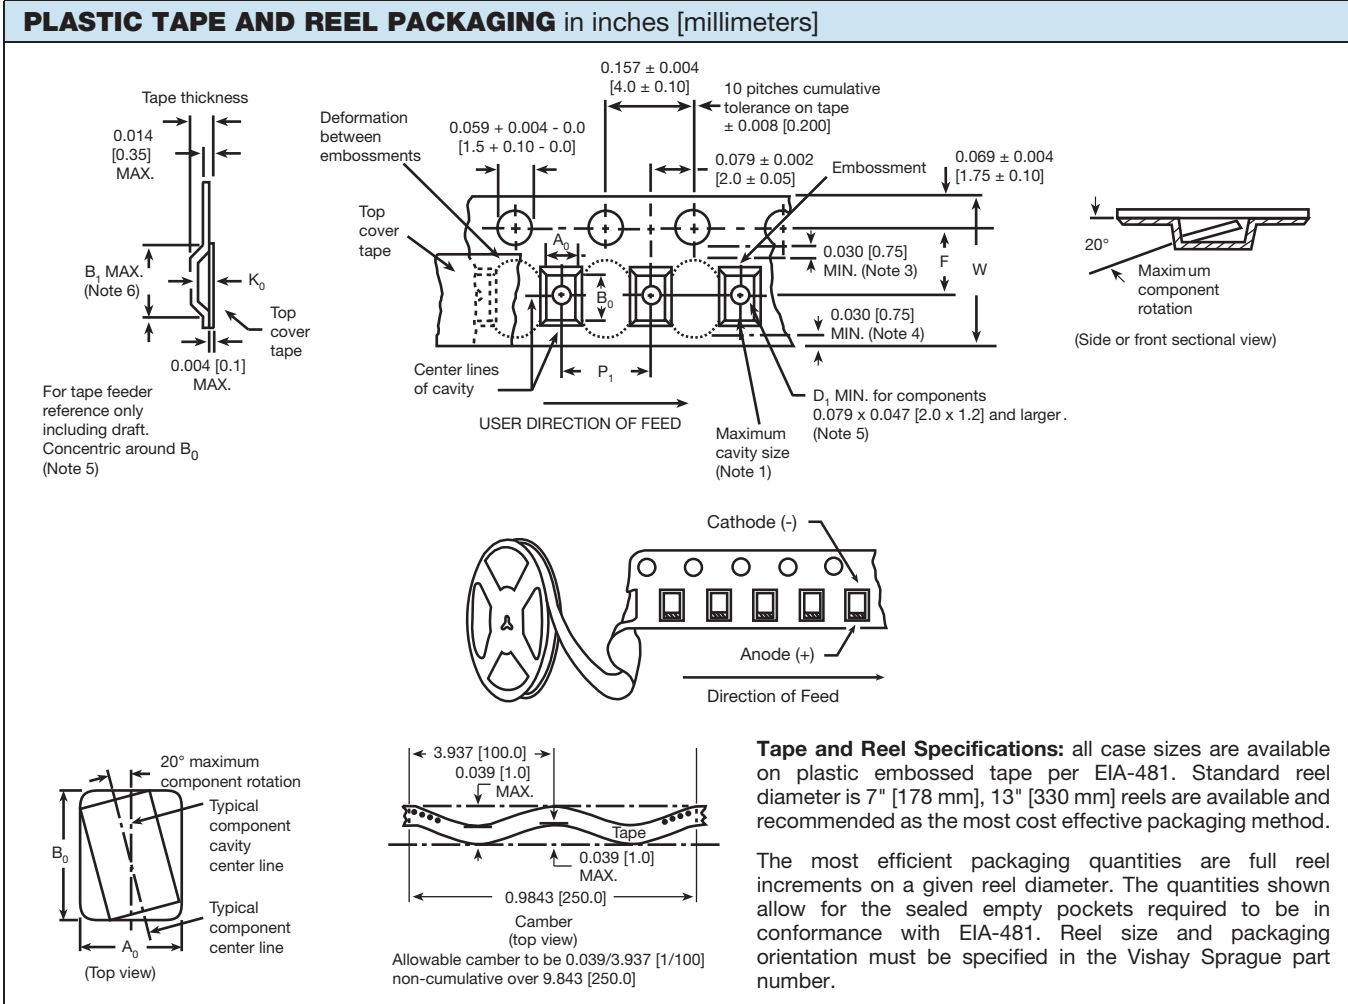 PLASTIC TAPE AND REEL PACKAGING in inches [millimeters]
Tape thickness
0.014
[0.35]
MAX.
B1 MAX.
(Note 6)
K0
Top
cover
tape
0.004 [0.1]
MAX.
For tape feeder
reference only
including draft.
Concentric around B0
(Note 5)
Deformation
between
embossments
0.059 + 0.004 - 0.0
[1.5 + 0.10 - 0.0]
0.157 ± 0.004
[4.0 ± 0.10]
10 pitches cumulative
tolerance on tape
± 0.008 [0.200]
0.079 ± 0.002
[2.0 ± 0.05]
Embossment
0.069 ± 0.004
[1.75 ± 0.10]
Top
cover
tape
A0
B0
0.030 [0.75]
MIN. (Note 3)
F
W
0.030 [0.75]
MIN. (Note 4)
Center lines
of cavity
P1
USER DIRECTION OF FEED
Maximum
cavity size
(Note 1)
D1 MIN. for components
0.079 x 0.047 [2.0 x 1.2] and larger.
(Note 5)
20°
Maximum
component
rotation
(Side or front sectional view)
Cathode (-)
Anode (+)
Direction of Feed
20° maximum
component rotation
Typical
component
cavity
center line
B0
Typical
component
center line
A0
(Top view)
3.937 [100.0]
0.039 [1.0]
MAX.
Tape
0.039 [1.0]
MAX.
0.9843 [250.0]
Camber
(top view)
Allowable camber to be 0.039/3.937 [1/100]
non-cumulative over 9.843 [250.0]
Tape and Reel Specifications: all case sizes are available
on plastic embossed tape per EIA-481. Standard reel
diameter is 7" [178 mm], 13" [330 mm] reels are available and
recommended as the most cost effective packaging method.
The most efficient packaging quantities are full reel
increments on a given reel diameter. The quantities shown
allow for the sealed empty pockets required to be in
conformance with EIA-481. Reel size and packaging
orientation must be specified in the Vishay Sprague part
number.